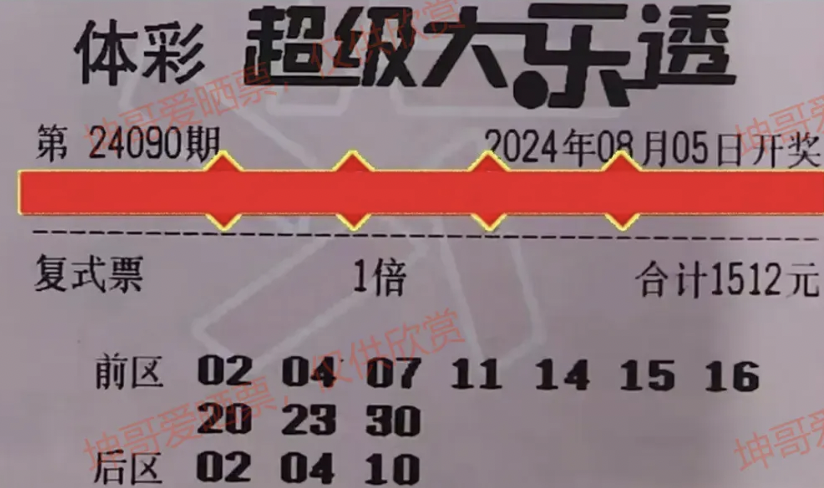 体彩 超级大乐透
第 24090期 2024年08月05日开奖
复式票 1倍 合计1512元
前区 02 04 07 11 14 15 16
20 23 30
后区 02 04 10
坤哥爱晒票，仅供欣赏
坤哥爱
坤哥爱晒票，仅供欣赏
坤哥爱